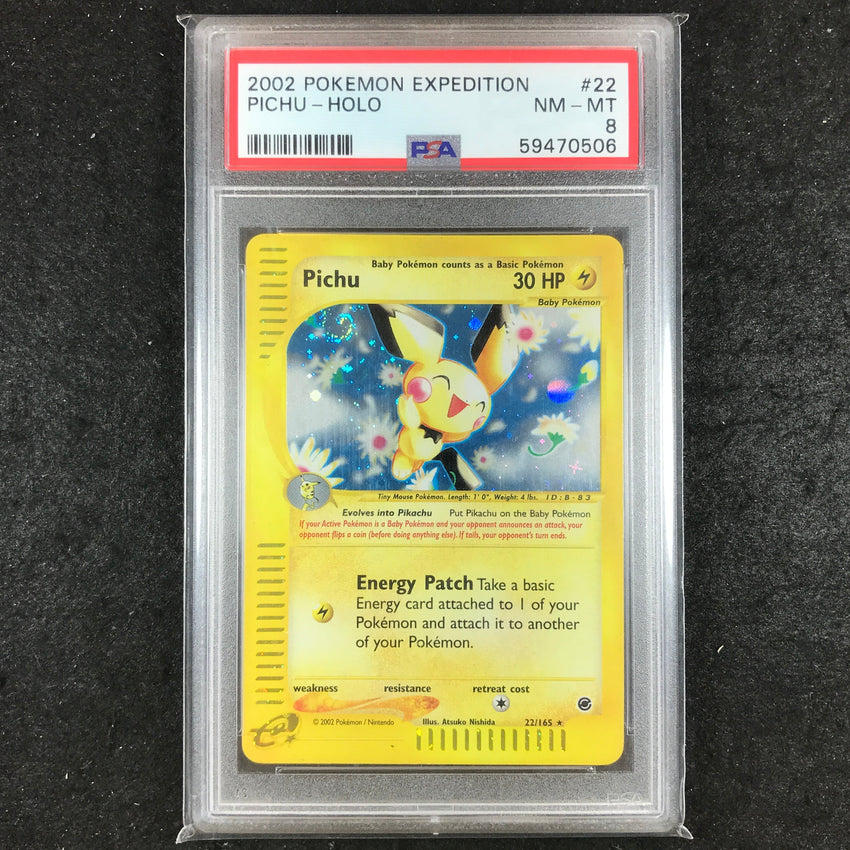 2002 POKEMON EXPEDITION #22
PICHU - HOLO NM - MT
8
PSA 59470506
Baby Pokémon counts as a Basic Pokémon
Pichu 30 HP
Baby Pokémon
Tiny Mouse Pokémon. Length: 1' 0", Weight: 4 lbs. ID:B-83
Evolves into Pikachu Put Pikachu on the Baby Pokémon
If your Active Pokémon is a Baby Pokémon and your opponent announces an attack, your
opponent flips a coin (before doing anything else). If tails, your opponent's turn ends.
Energy Patch Take a basic
Energy card attached to 1 of your
Pokémon and attach it to another
of your Pokémon.
weakness resistance retreat cost
Illus. Atsuko Nishida 22/165 ★
© 2002 Pokémon / Nintendo
e
PSA